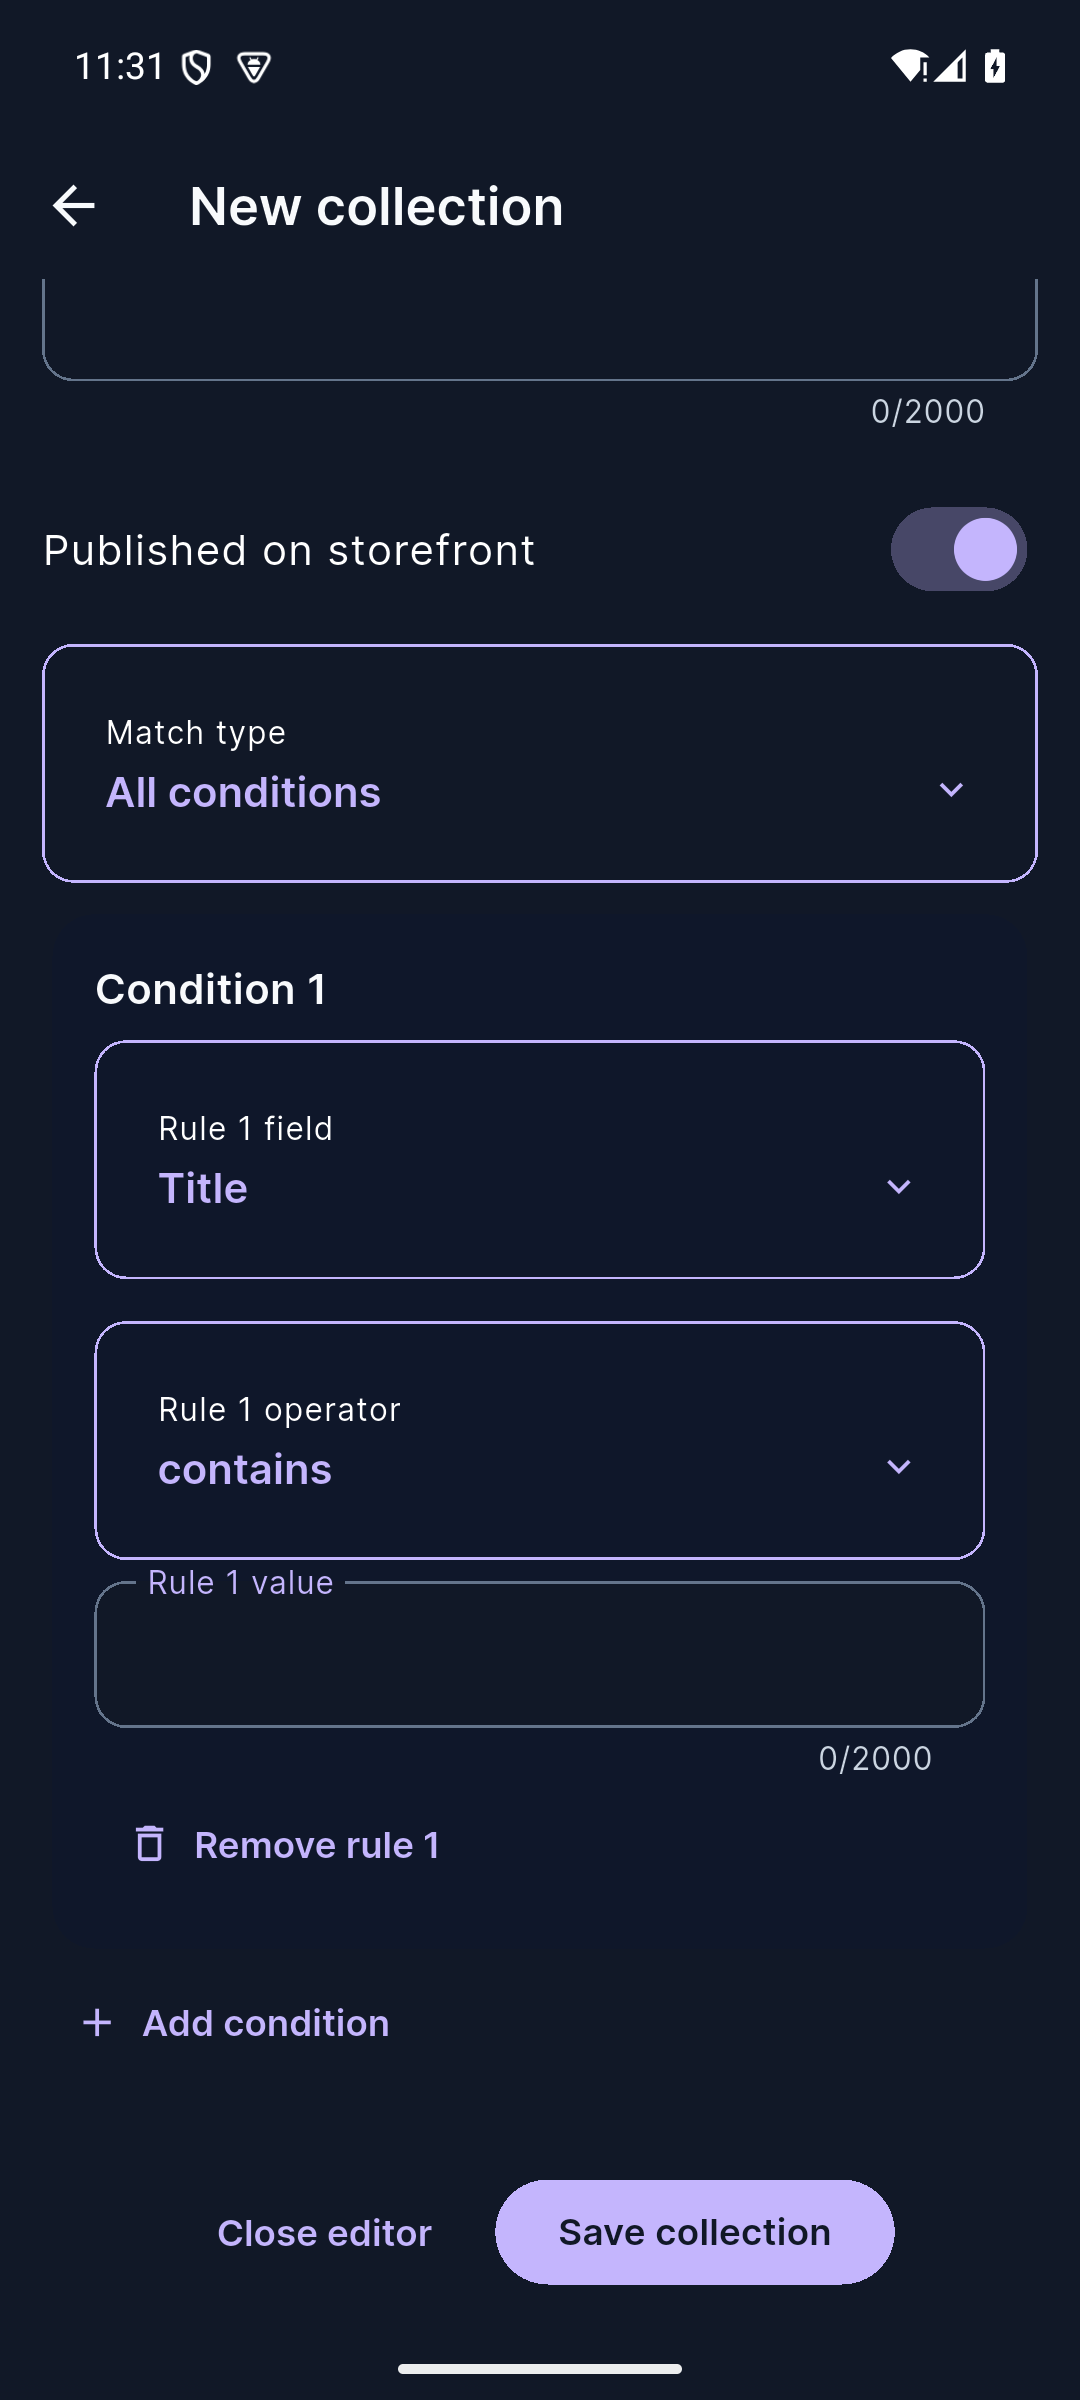 11:31
New collection
0/2000
Published on storefront
Match type
All conditions
Condition 1
Rule 1 field
Title
Rule 1 operator
contains
Rule 1 value
0/2000
Remove rule 1
Add condition
Close editor
Save collection